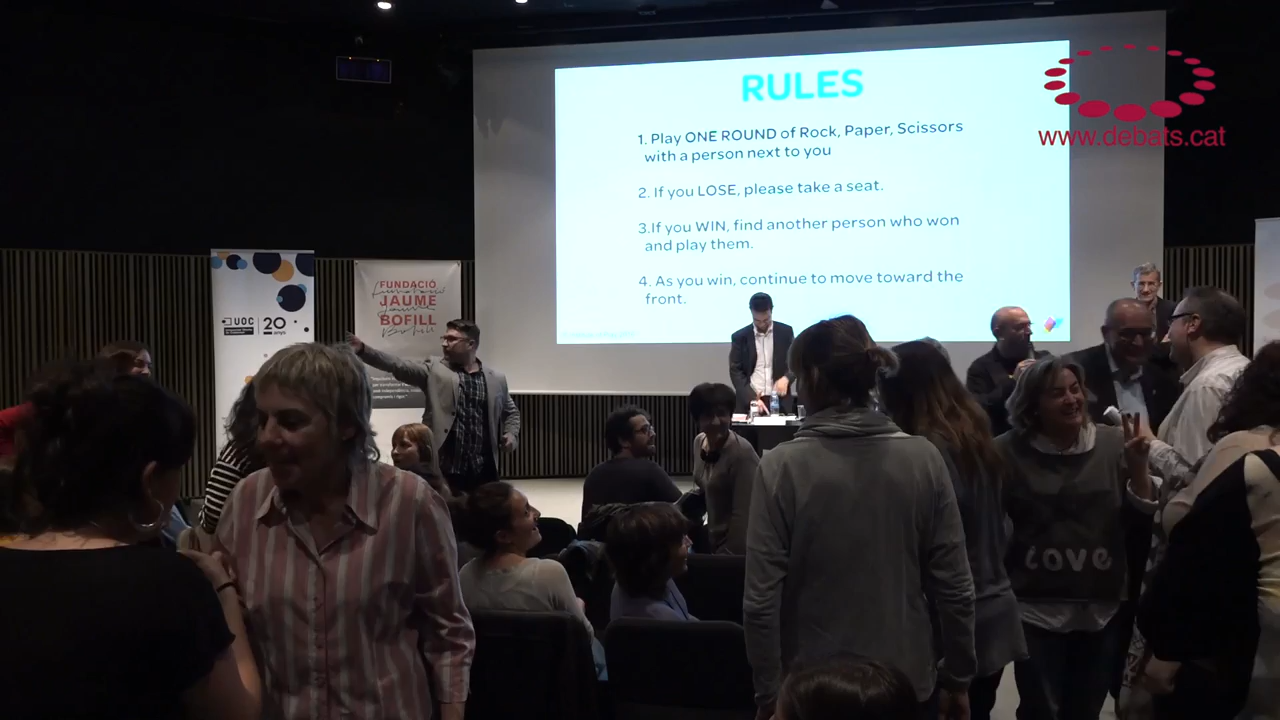 RULES
1. Play ONE ROUND of Rock, Paper, Scissors
with a person next to you
2. If you LOSE, please take a seat.
3.If you WIN, find another person who won
and play them.
4. As you win, continue to move toward the
front.
www.debats.cat
UOC
20
anys
FUNDACIÓ
JAUME
BOFILL
LOVE